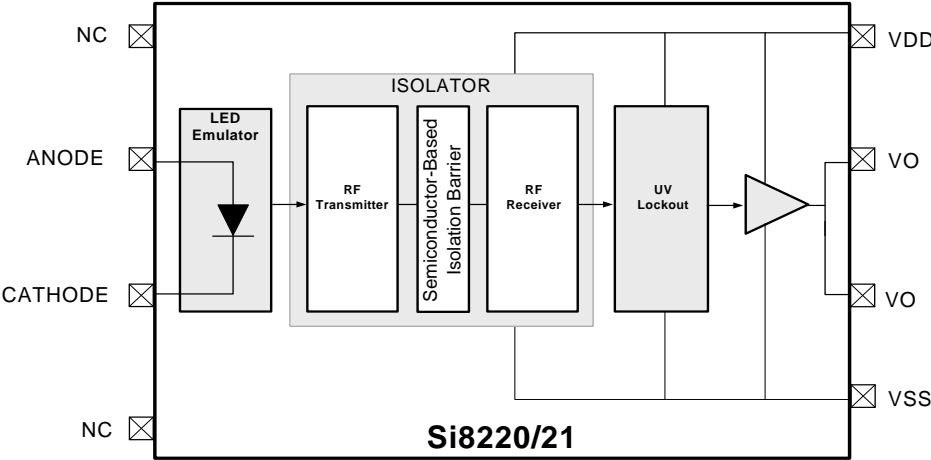 NC
VDD
ISOLATOR
LED
Emulator
ANODE
VO
RF
Transmitter
Semiconductor-Based
Isolation Barrier
RF
Receiver
UV
Lockout
CATHODE
VO
VSS
NC
Si8220/21